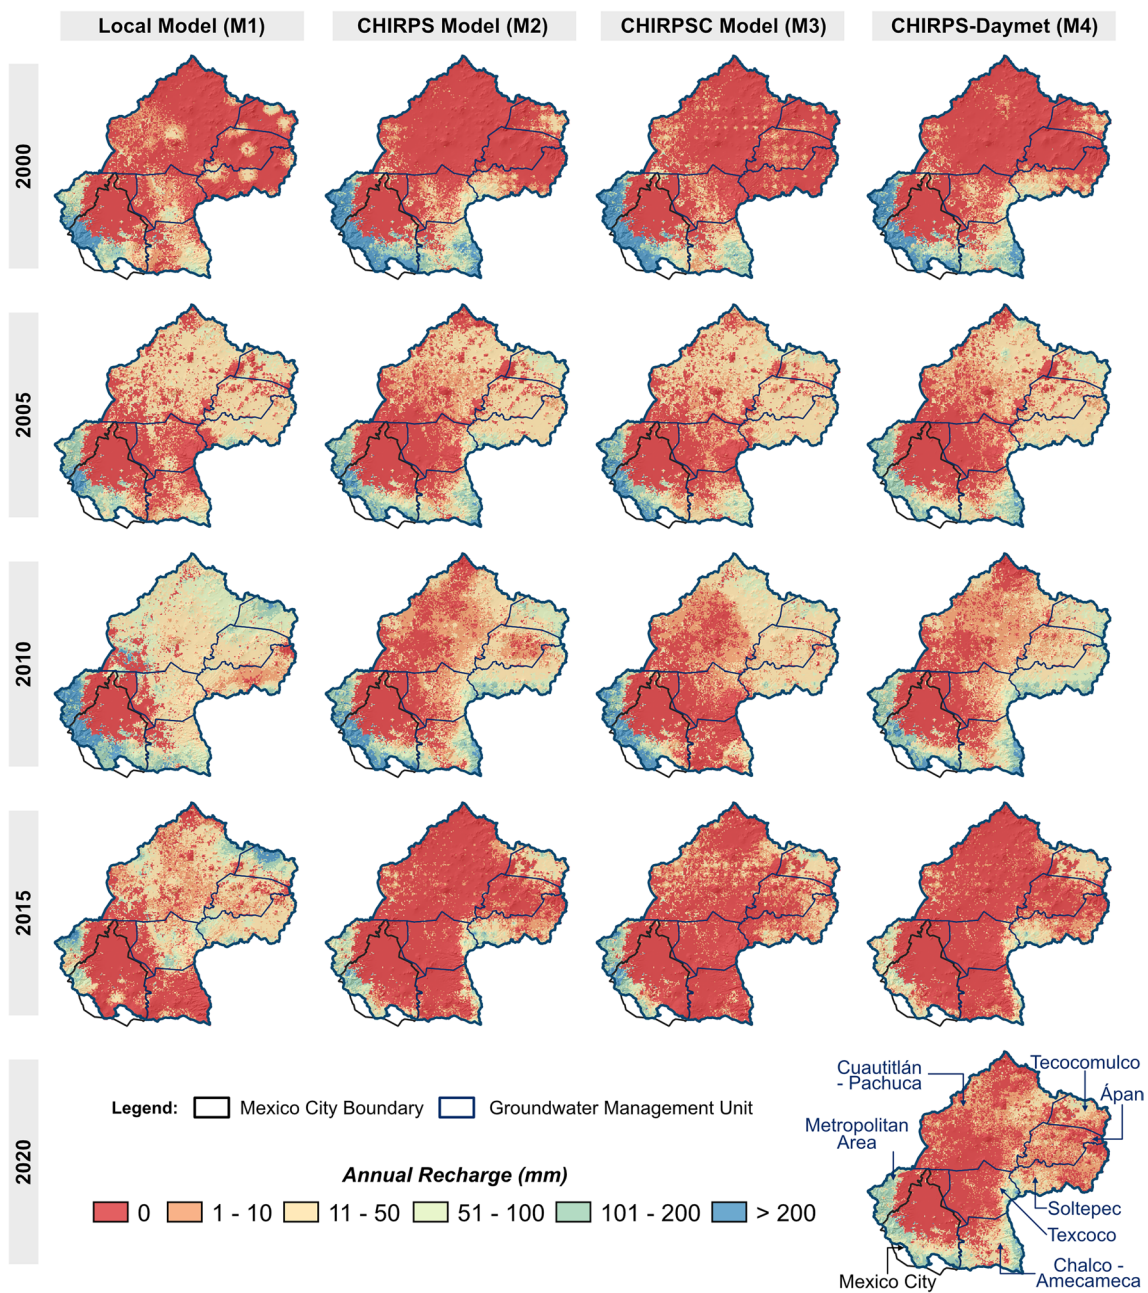 Local Model (M1)
CHIRPS Model (M2)
CHIRPSC Model (M3)
CHIRPS-Daymet (M4)
2000
2005
2010
2015
2020
Cuautitlán
- Pachuca
Tecocomulco
Ápan
Metropolitan
Area
Soltepec
Texcoco
Chalco -
Amecameca
Mexico City
Legend:
Mexico City Boundary
Groundwater Management Unit
Annual Recharge (mm)
0
1 - 10
11 - 50
51 - 100
101 - 200
> 200